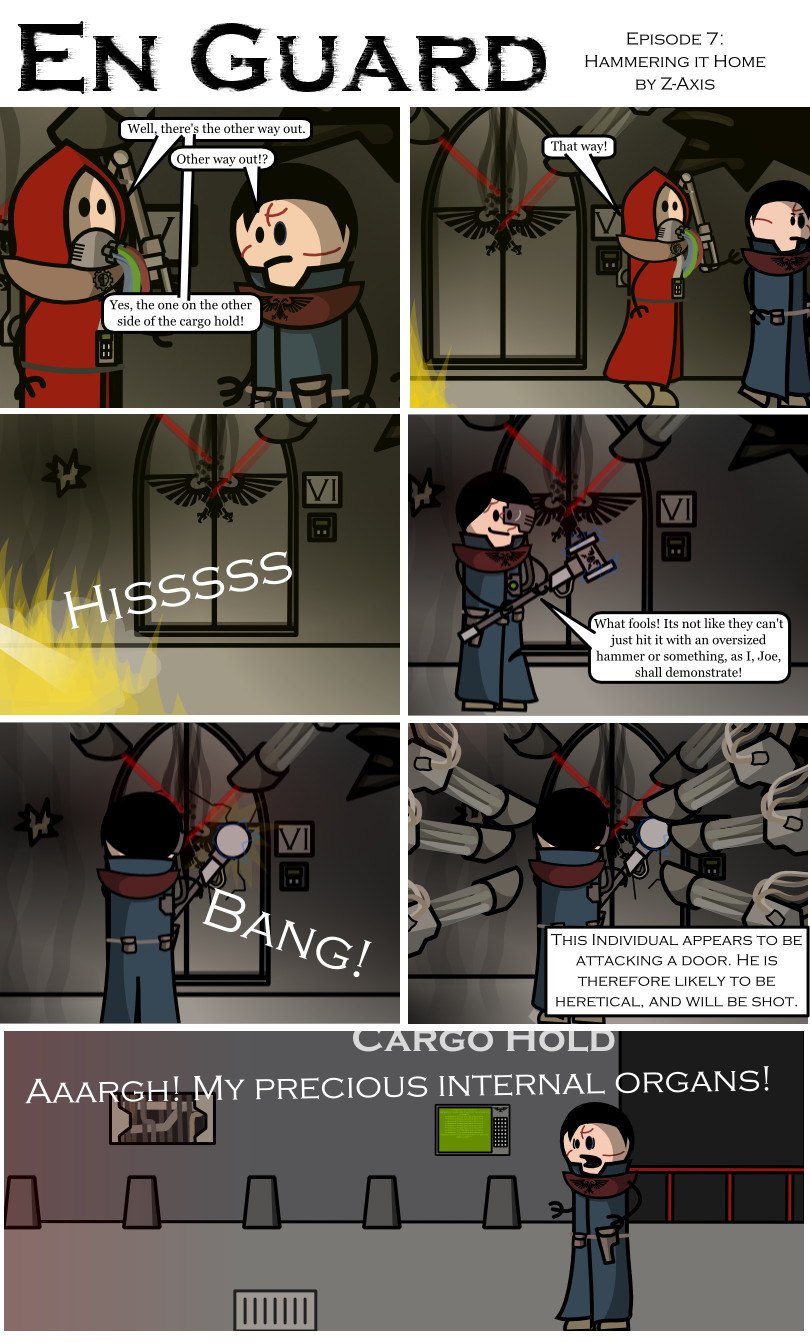 En Guard
Episode 7:
Hammering it Home
by Z-Axis
Well, there's the other way out.
Other way out!?
Yes, the one on the other
side of the cargo hold!
That way!
VI
Hisssss
VI
What fools! Its not like they can't
just hit it with an oversized
hammer or something, as I, Joe,
shall demonstrate!
VI
Bang!
VI
This Individual appears to be
attacking a door. He is
therefore likely to be
heretical, and will be shot.
Cargo Hold
Aaargh! My precious internal organs!